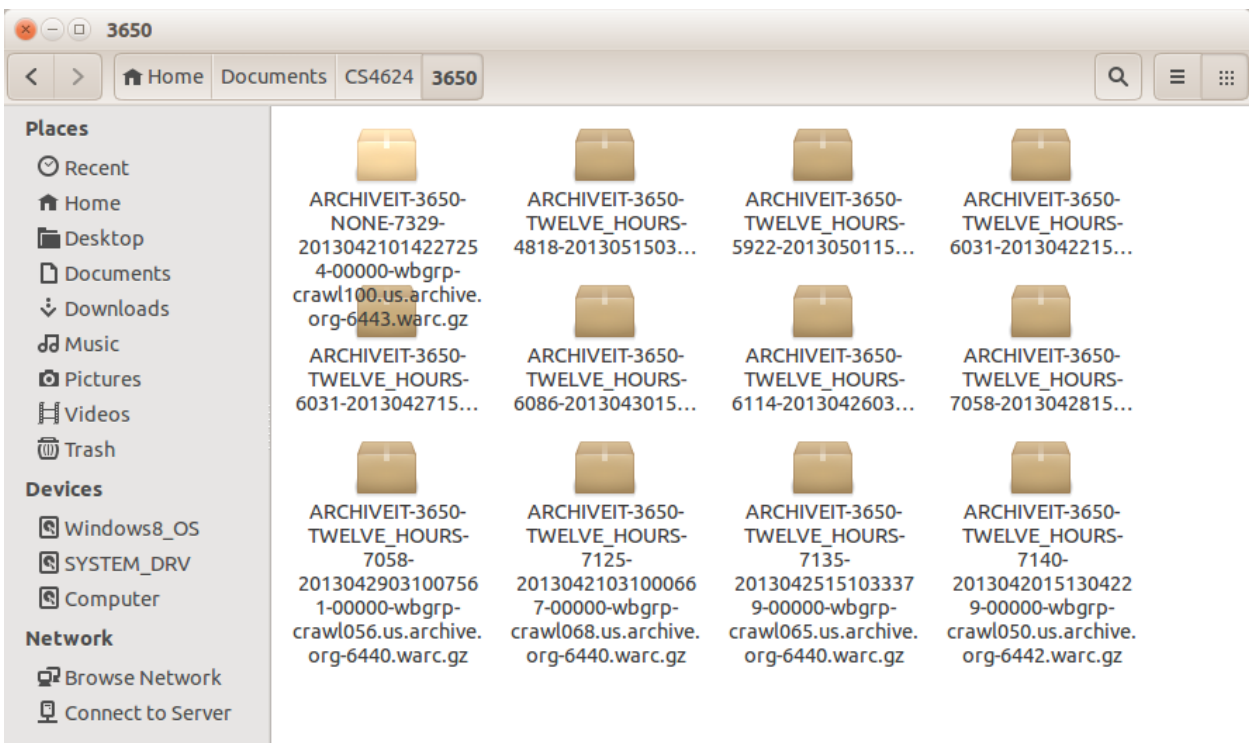 3650
Home Documents CS4624 3650
Places
Recent
Home
Desktop
Documents
Downloads
Music
Pictures
Videos
Trash
Devices
Windows8_OS
SYSTEM_DRV
Computer
Network
Browse Network
Connect to Server
ARCHIVEIT-3650-
NONE-7329-
2013042101422725
4-00000-wbgrp-
crawl100.us.archive.
org-6443.warc.gz
ARCHIVEIT-3650-
TWELVE_HOURS-
4818-2013051503...
ARCHIVEIT-3650-
TWELVE_HOURS-
5922-2013050115...
ARCHIVEIT-3650-
TWELVE_HOURS-
6031-2013042215...
ARCHIVEIT-3650-
TWELVE_HOURS-
6031-2013042715...
ARCHIVEIT-3650-
TWELVE_HOURS-
6086-2013043015...
ARCHIVEIT-3650-
TWELVE_HOURS-
6114-2013042603...
ARCHIVEIT-3650-
TWELVE_HOURS-
7058-2013042815...
ARCHIVEIT-3650-
TWELVE_HOURS-
7058-
2013042903100756
1-00000-wbgrp-
crawl056.us.archive.
org-6440.warc.gz
ARCHIVEIT-3650-
TWELVE_HOURS-
7125-
2013042103100066
7-00000-wbgrp-
crawl068.us.archive.
org-6440.warc.gz
ARCHIVEIT-3650-
TWELVE_HOURS-
7135-
2013042515103337
9-00000-wbgrp-
crawl065.us.archive.
org-6440.warc.gz
ARCHIVEIT-3650-
TWELVE_HOURS-
7140-
2013042015130422
9-00000-wbgrp-
crawl050.us.archive.
org-6442.warc.gz